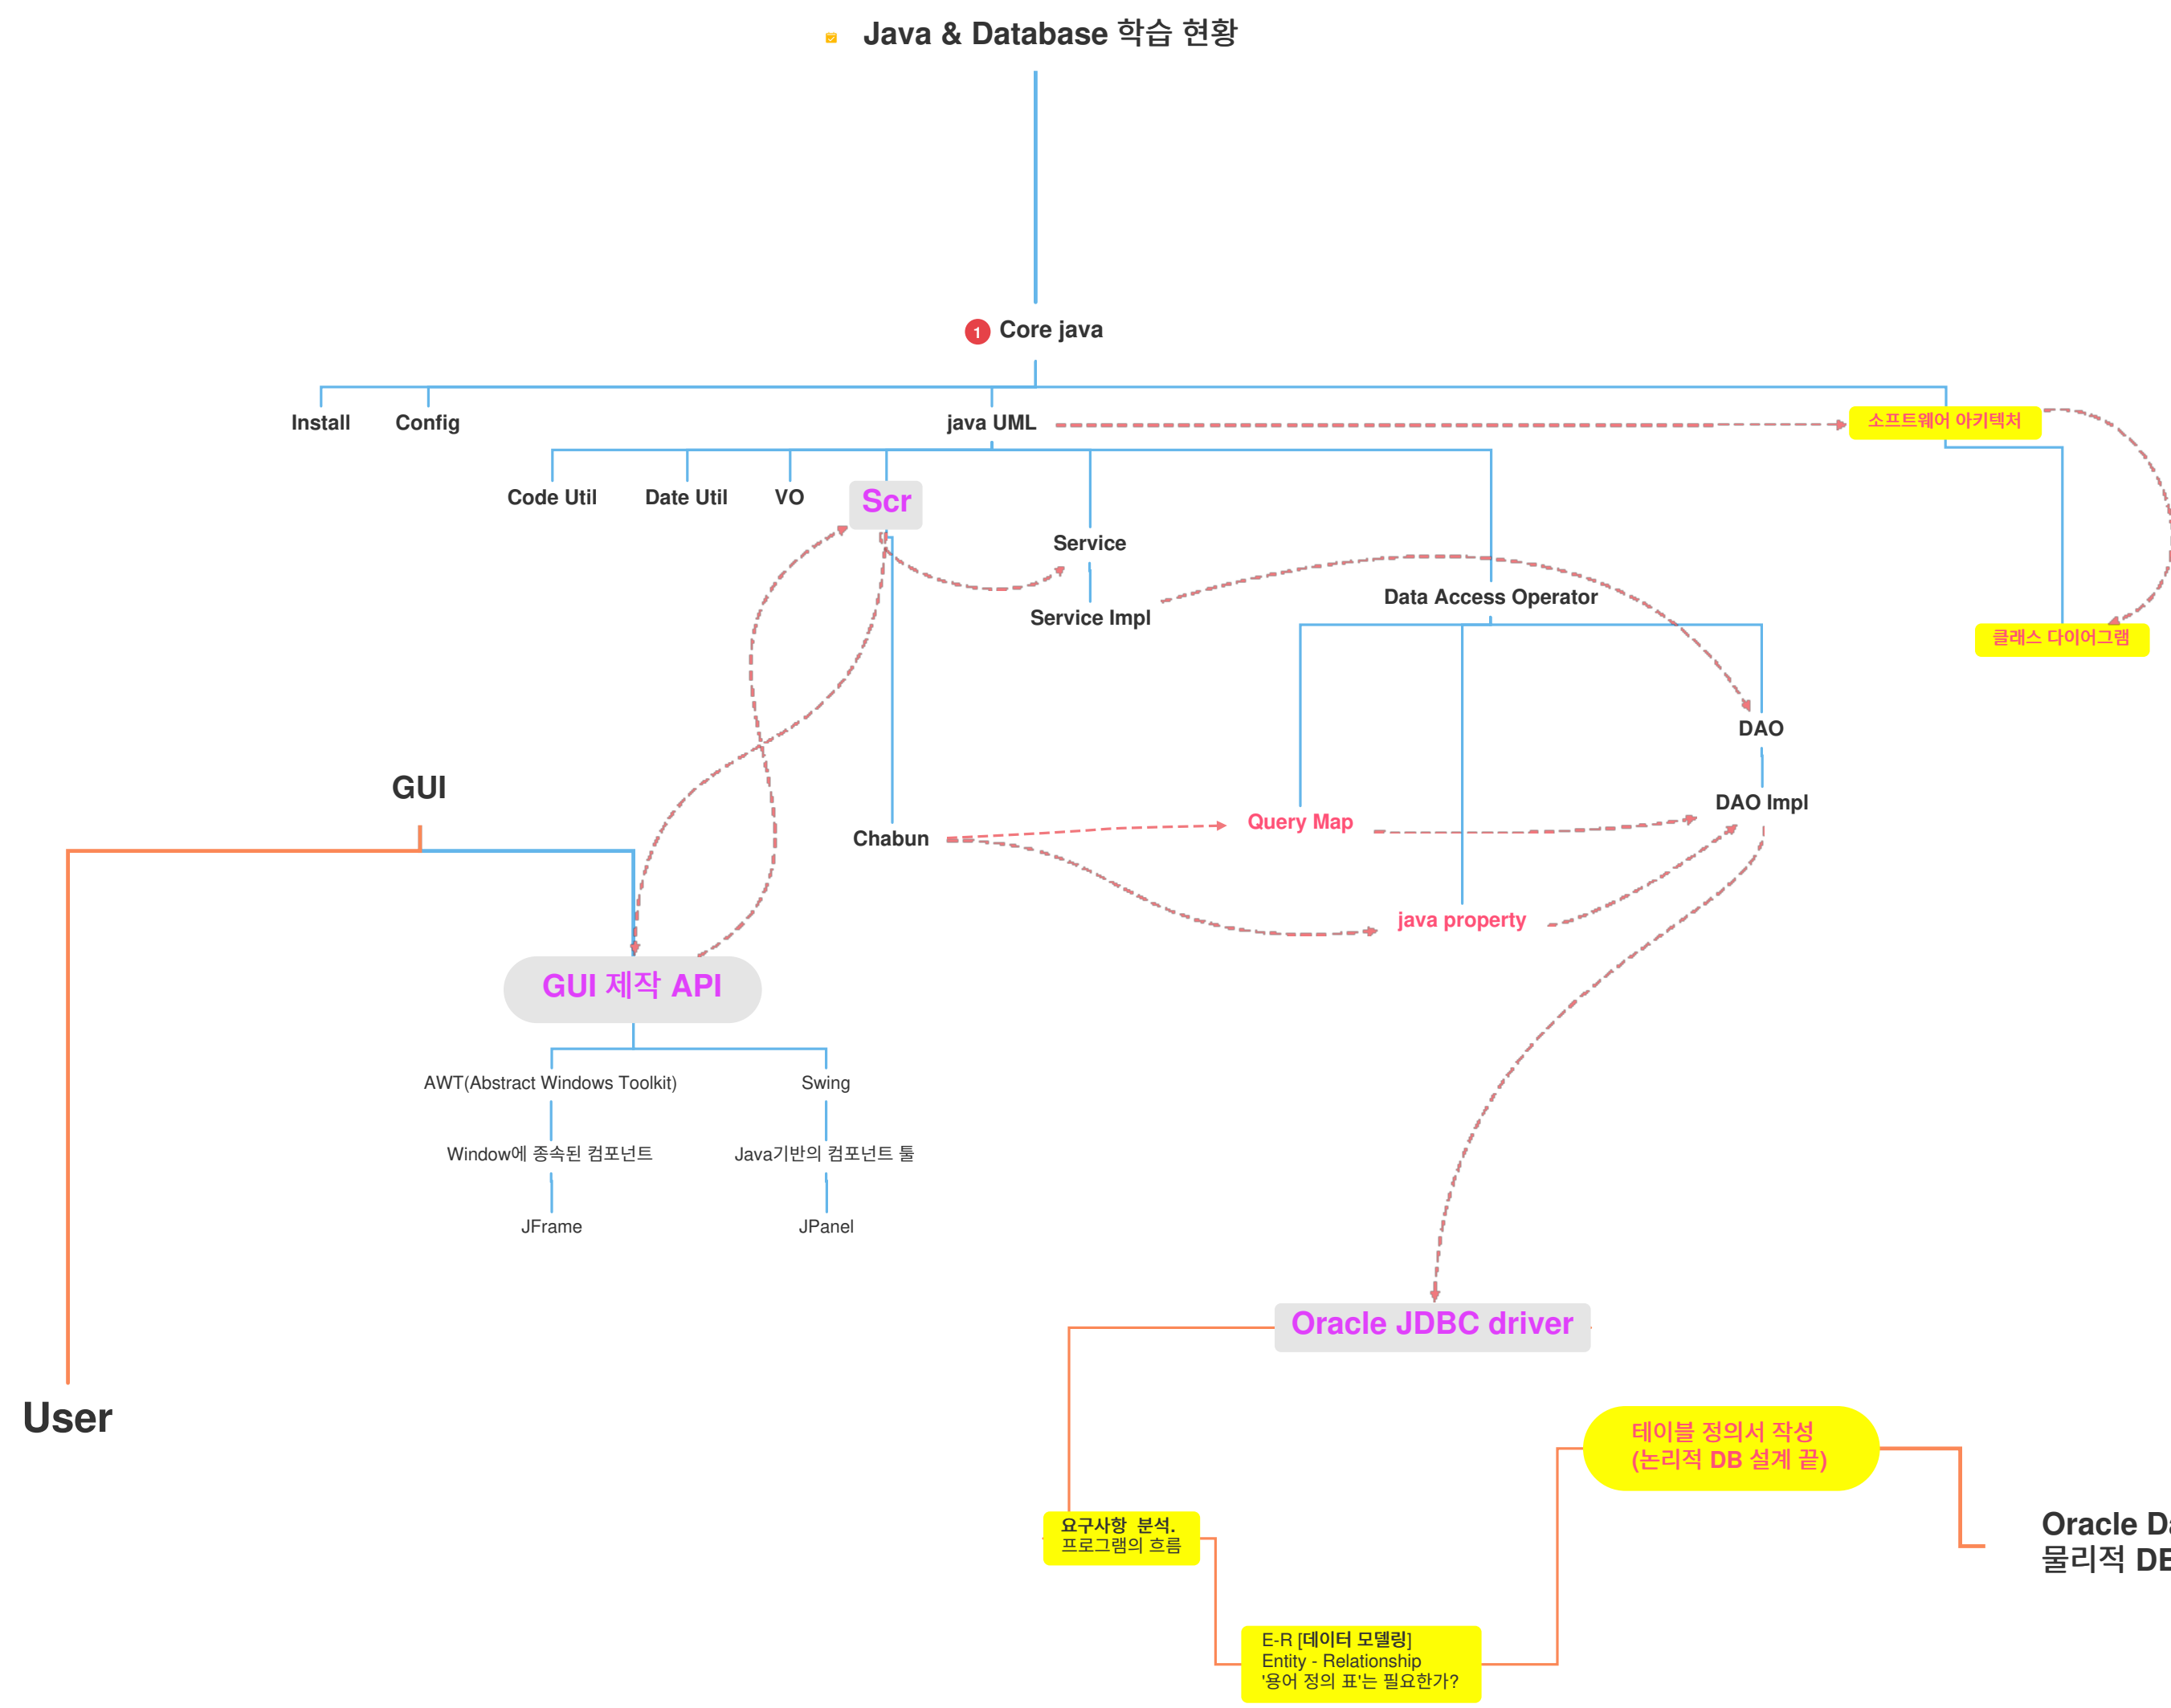 Java & Database 학습 현황
1 Core java
Install
Config
java UML
소프트웨어 아키텍처
Code Util
Date Util
VO
Scr
Service
Service Impl
Data Access Operator
클래스 다이어그램
DAO
DAO Impl
GUI
Query Map
Chabun
java property
GUI 제작 API
AWT(Abstract Windows Toolkit)
Swing
Window에 종속된 컴포넌트
Java기반의 컴포넌트 툴
JFrame
JPanel
Oracle JDBC driver
User
테이블 정의서 작성
(논리적 DB 설계 끝)
요구사항 분석.
프로그램의 흐름
Oracle
물리적
E-R [데이터 모델링]
Entity - Relationship
'용어 정의 표'는 필요한가?